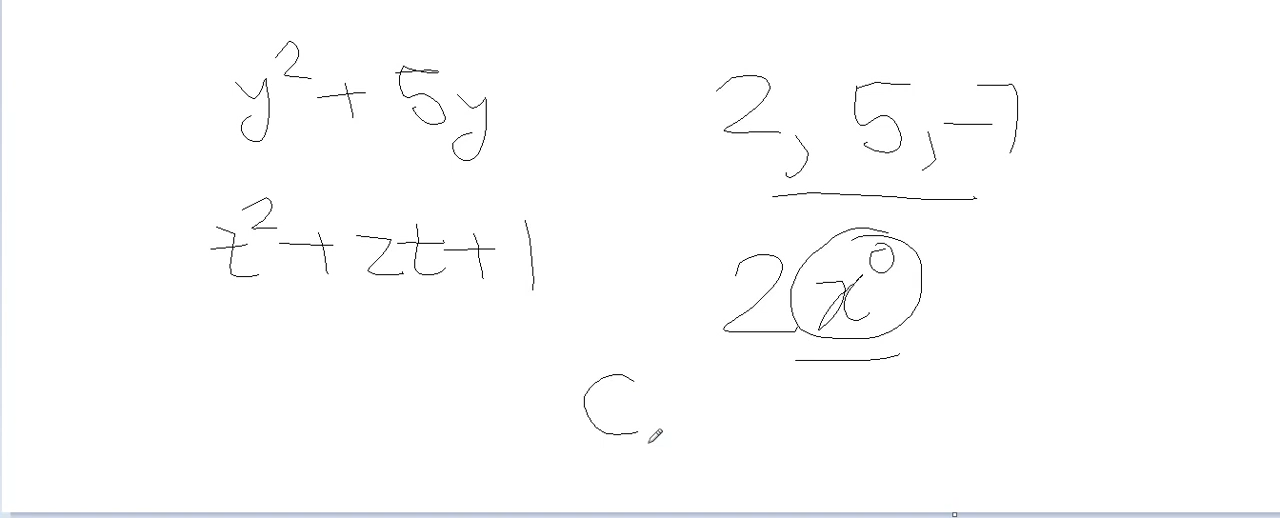 y² + 5y
t² + 2t + 1
2, 5, -7
2x⁰
C.